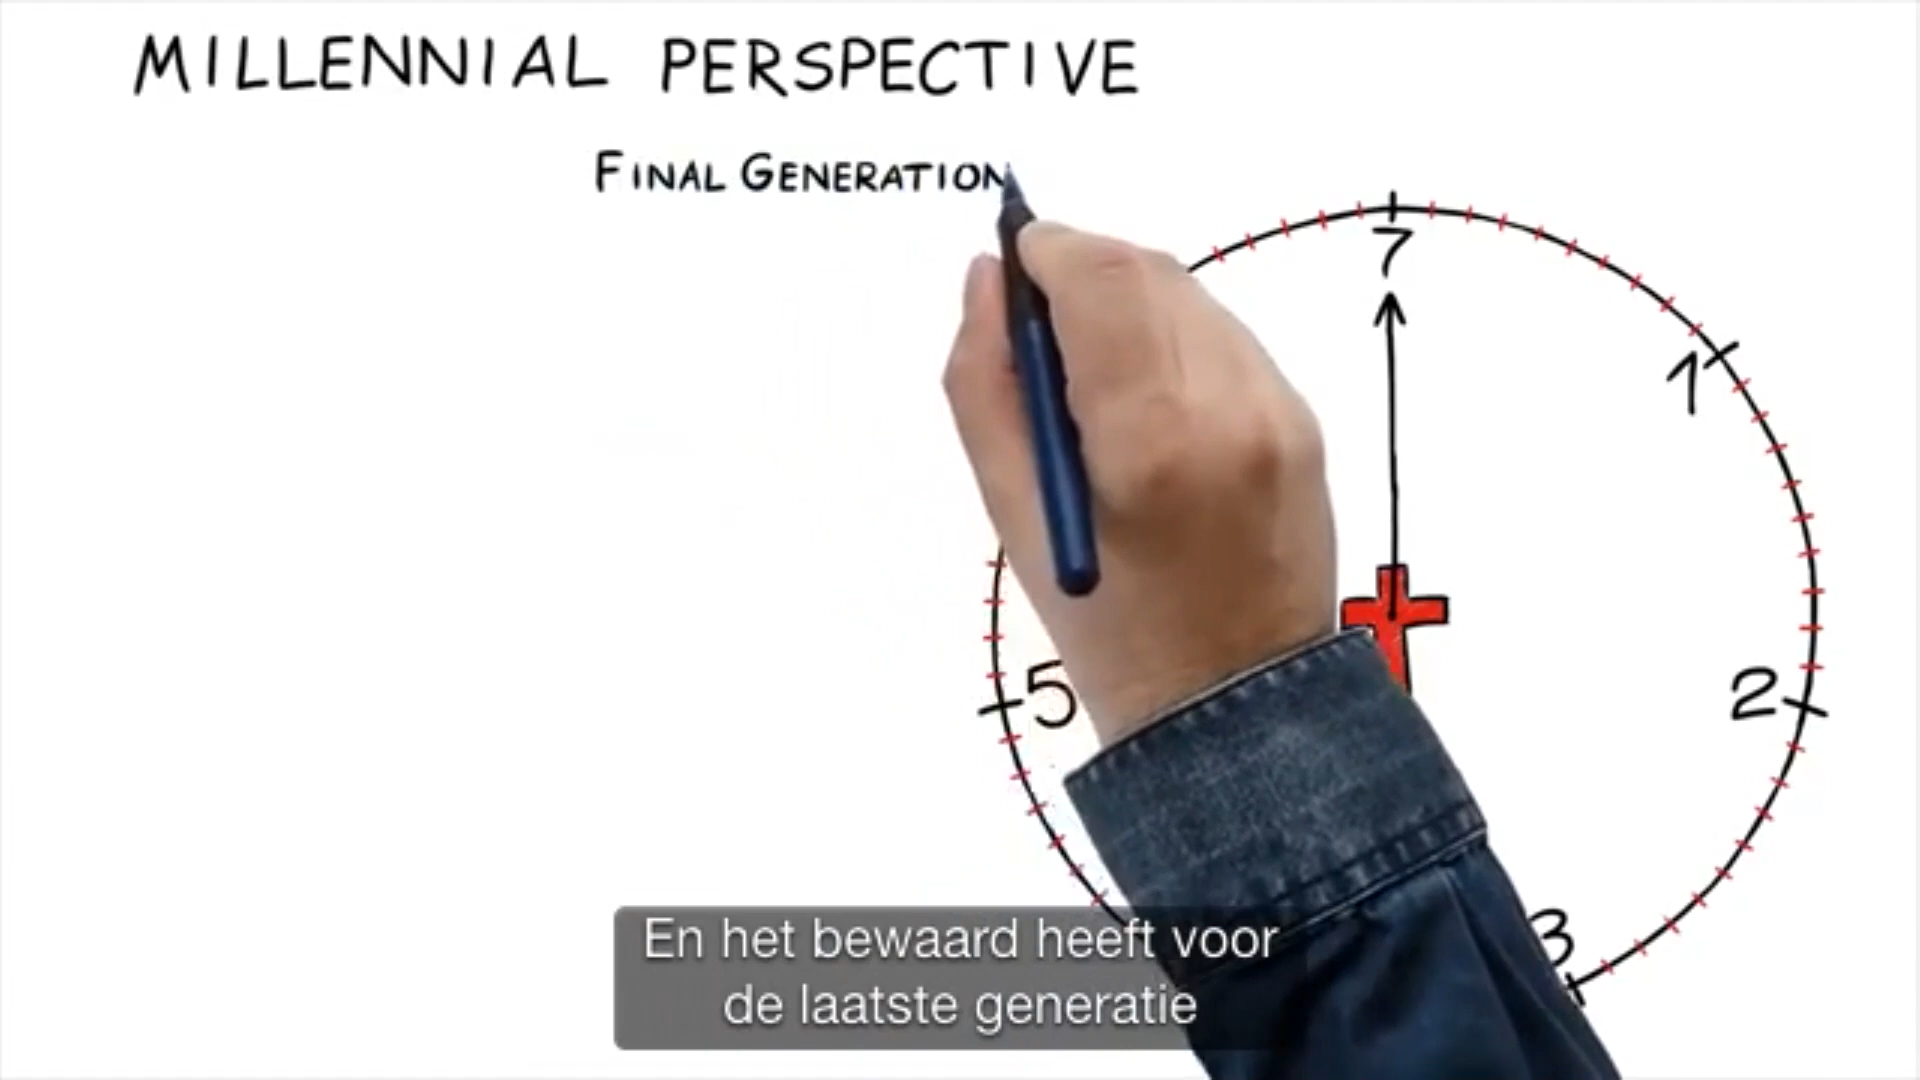 MILLENNIAL PERSPECTIVE
FINAL GENERATION
7
1
5
2
3
En het bewaard heeft voor
de laatste generatie